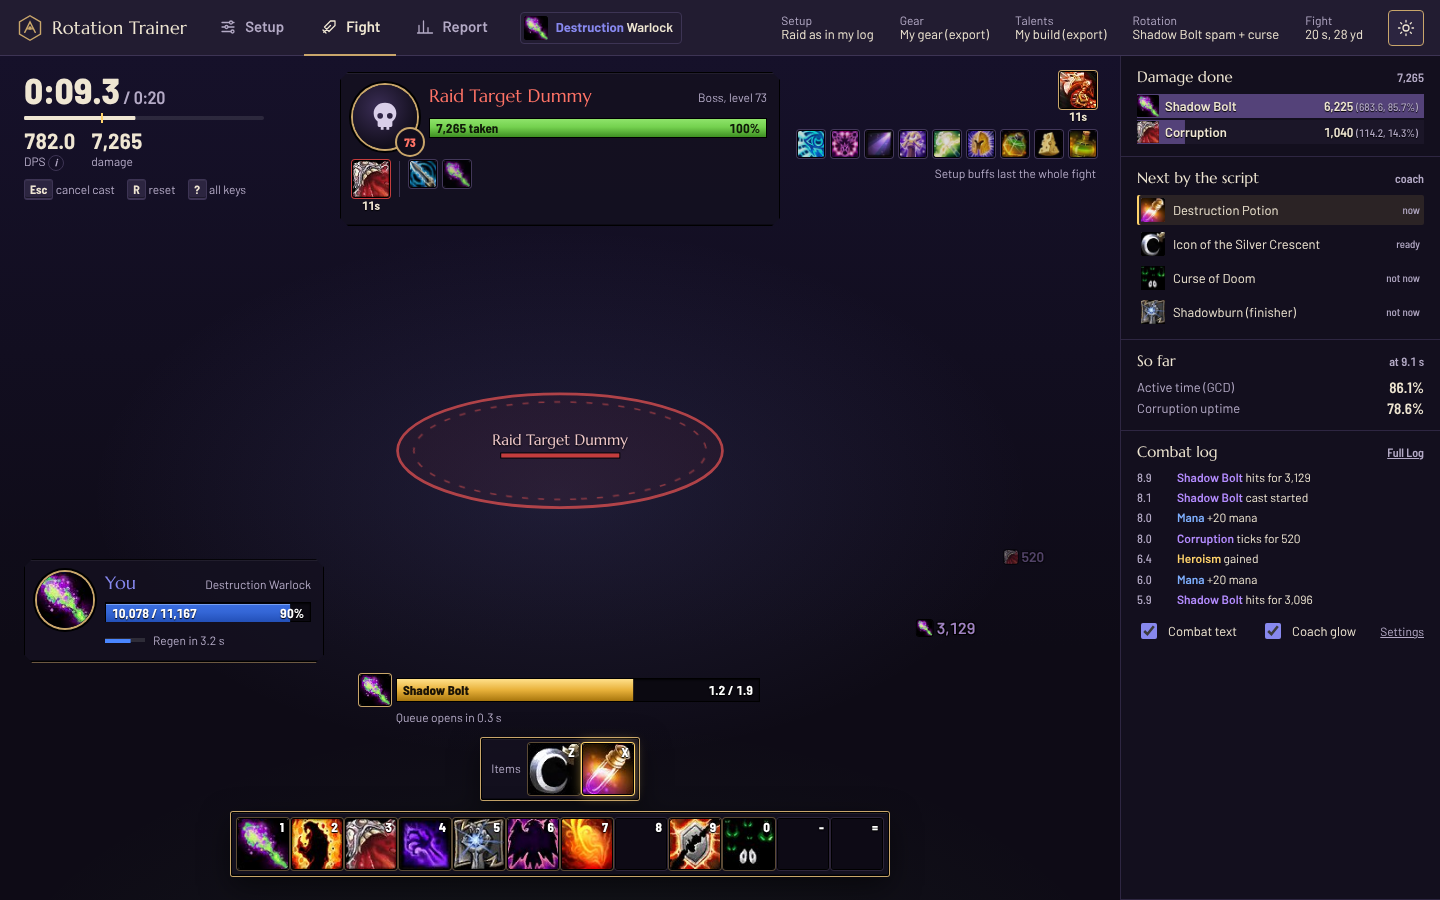 Rotation Trainer
Setup
Fight
Report
Destruction Warlock
Setup
Raid as in my log
Gear
My gear (export)
Talents
My build (export)
Rotation
Shadow Bolt spam + curse
Fight
20 s, 28 yd
0:09.3 / 0:20
782.0 7,265
DPS i damage
Esc cancel cast R reset ? all keys
Raid Target Dummy
Boss, level 73
7,265 taken 100%
73
11s
11s
Setup buffs last the whole fight
Raid Target Dummy
520
3,129
You
Destruction Warlock
10,078 / 11,167 90%
Regen in 3.2 s
Shadow Bolt 1.2 / 1.9
Queue opens in 0.3 s
Items
Z
X
1 2 3 4 5 6 7 8 9 0 - =
Damage done 7,265
Shadow Bolt 6,225 (683.6, 85.7%)
Corruption 1,040 (114.2, 14.3%)
Next by the script coach
Destruction Potion now
Icon of the Silver Crescent ready
Curse of Doom not now
Shadowburn (finisher) not now
So far at 9.1 s
Active time (GCD) 86.1%
Corruption uptime 78.6%
Combat log Full Log
8.9 Shadow Bolt hits for 3,129
8.1 Shadow Bolt cast started
8.0 Mana +20 mana
8.0 Corruption ticks for 520
6.4 Heroism gained
6.0 Mana +20 mana
5.9 Shadow Bolt hits for 3,096
Combat text Coach glow Settings